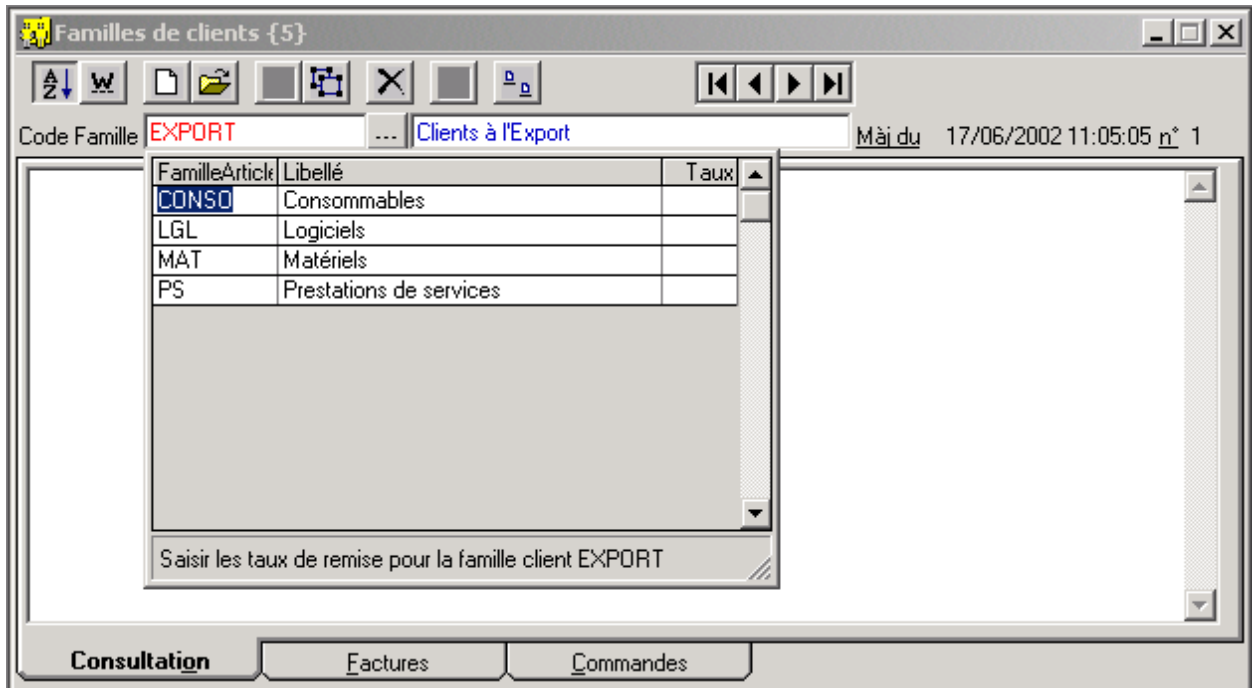 Familles de clients {5}
Code Famille EXPORT ... Clients à l'Export Màj du 17/06/2002 11:05:05 n° 1
FamilleArticle Libellé Taux
CONSO Consommables
LGL Logiciels
MAT Matériels
PS Prestations de services
Saisir les taux de remise pour la famille client EXPORT
Consultation Factures Commandes